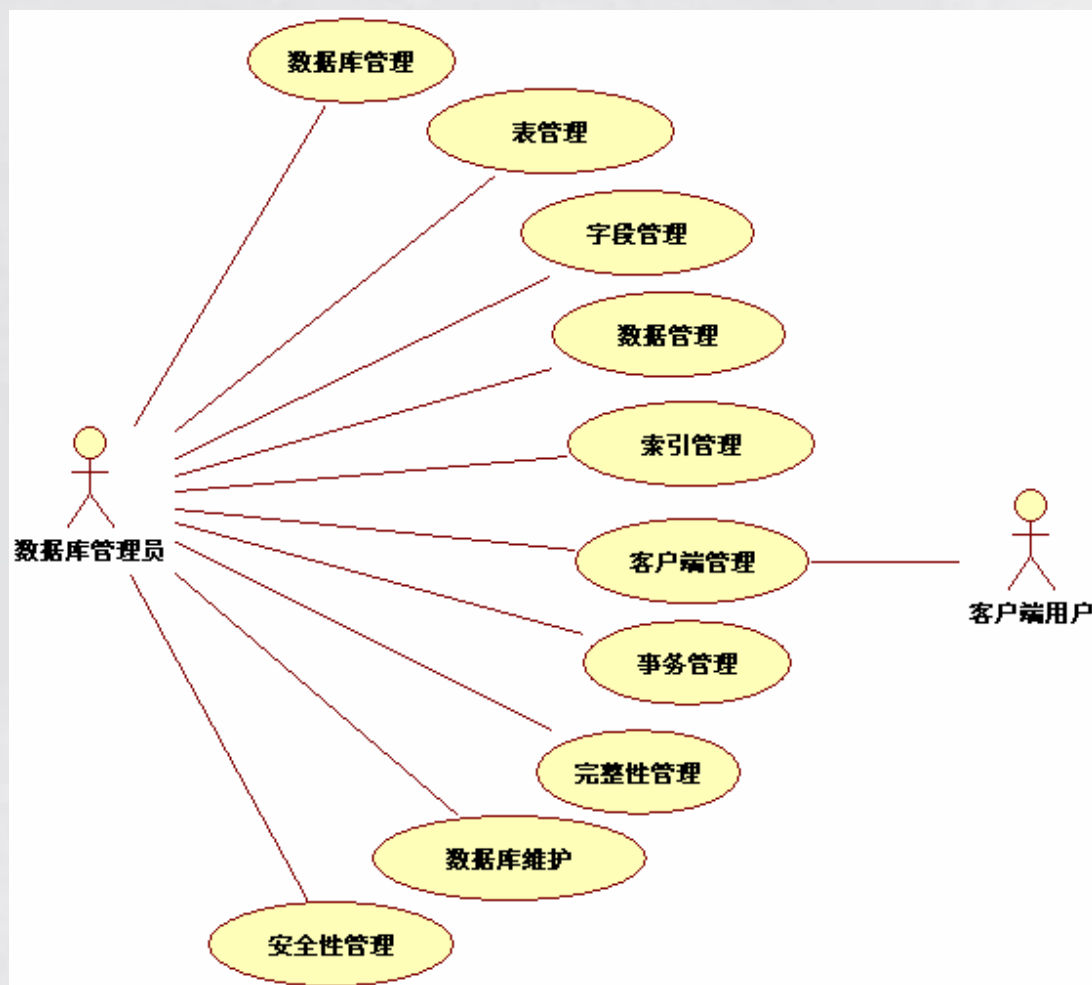 数据库管理
表管理
字段管理
数据管理
索引管理
数据库管理员
客户端管理
客户端用户
事务管理
完整性管理
数据库维护
安全性管理